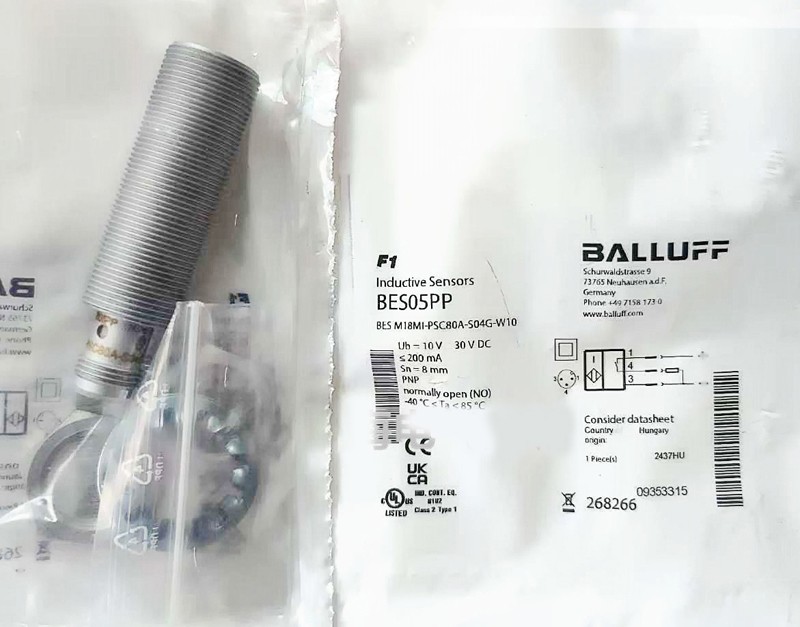 F1
Inductive Sensors
BES05PP
BES M18MI-PSC80A-S04G-W10
Ub = 10 V 30 V DC
≤ 200 mA
Sn = 8 mm
PNP
normally open (NO)
-40 °C < Ta < 85 °C
CE
UK
CA
UL US
LISTED
IND. CONT. EQ.
Class 2 Type 1
BALLUFF
Schurwaldstrasse 9
73765 Neuhausen a.d.F.
Germany
Phone +49 7158 173 0
www.balluff.com
1
4
3
Consider datasheet
Country Hungary
origin:
1 Piece(s) 2437HU
268266 09353315